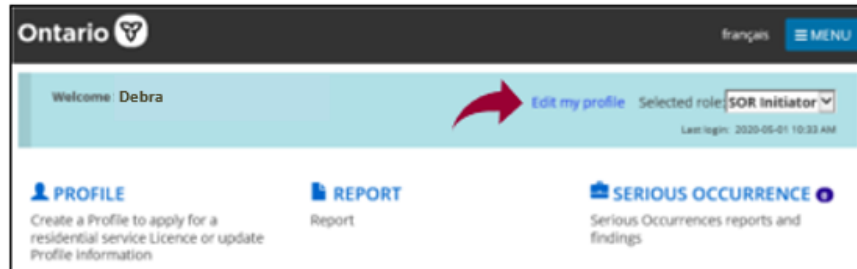 Ontario
français MENU
Welcome Debra
Edit my profile Selected role: SOR Initiator
Last login: 2020-05-01 10:33 AM
PROFILE
Create a Profile to apply for a
residential service Licence or update
Profile information
REPORT
Report
SERIOUS OCCURRENCE 0
Serious Occurrences reports and
findings